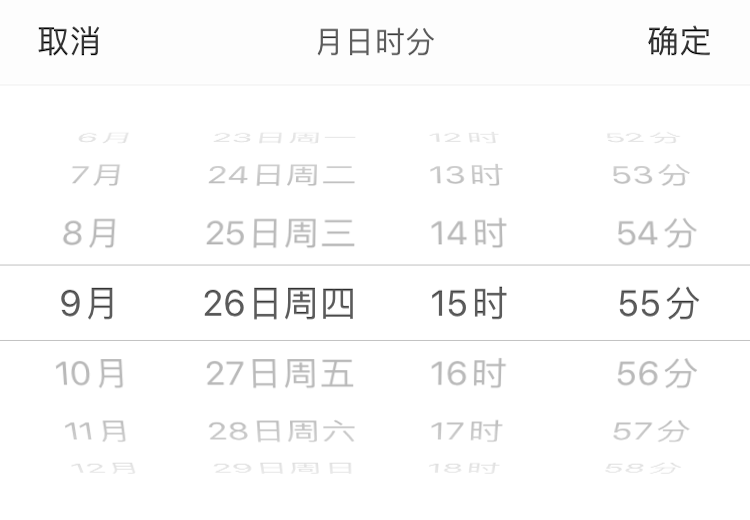 取消 月日时分 确定
6月 23日周一 12时 52分
7月 24日周二 13时 53分
8月 25日周三 14时 54分
9月 26日周四 15时 55分
10月 27日周五 16时 56分
11月 28日周六 17时 57分
12月 29日周日 18时 58分